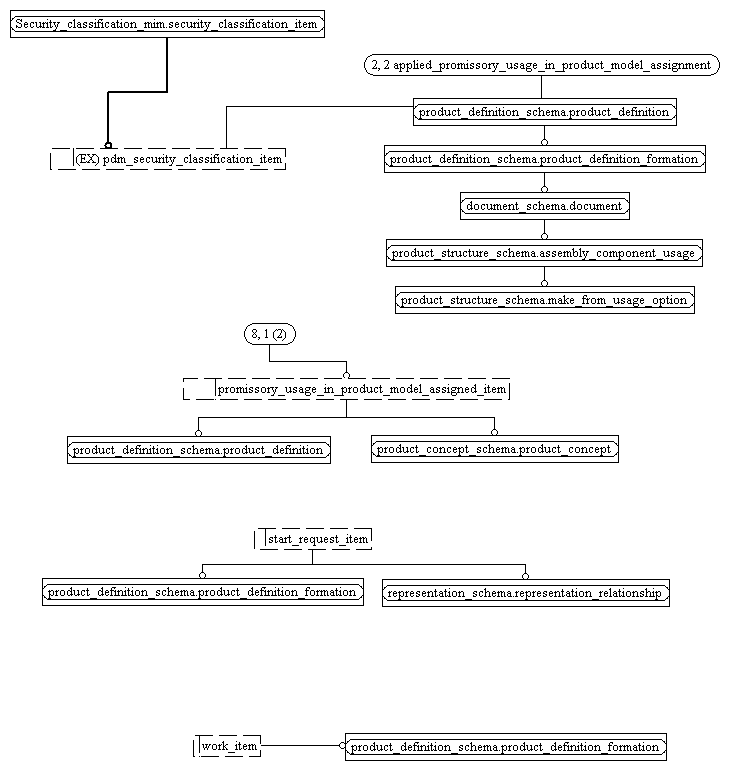 Security_classification_mim.security_classification_item
2, 2 applied_promissory_usage_in_product_model_assignment
product_definition_schema.product_definition
(EX) pdm_security_classification_item
product_definition_schema.product_definition_formation
document_schema.document
product_structure_schema.assembly_component_usage
product_structure_schema.make_from_usage_option
8, 1 (2)
promissory_usage_in_product_model_assigned_item
product_definition_schema.product_definition
product_concept_schema.product_concept
start_request_item
product_definition_schema.product_definition_formation
representation_schema.representation_relationship
work_item
product_definition_schema.product_definition_formation